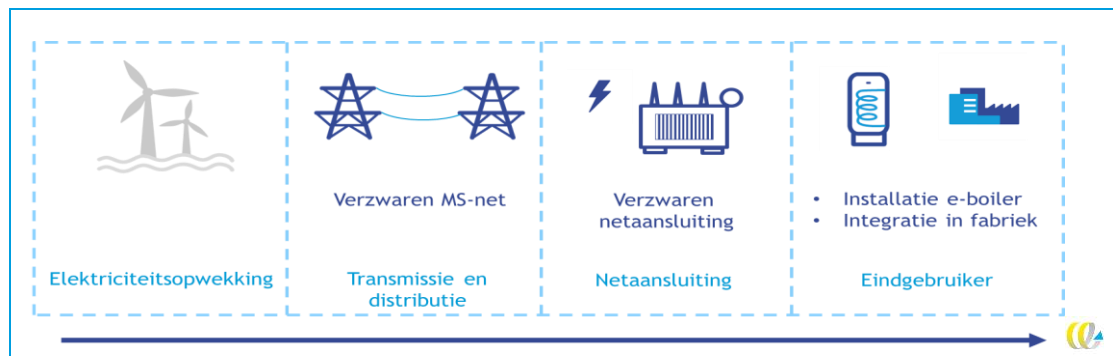 Verzwaren MS-net
Verzwaren
netaansluiting
• Installatie e-boiler
• Integratie in fabriek
Elektriciteitsopwekking
Transmissie en
distributie
Netaansluiting
Eindgebruiker